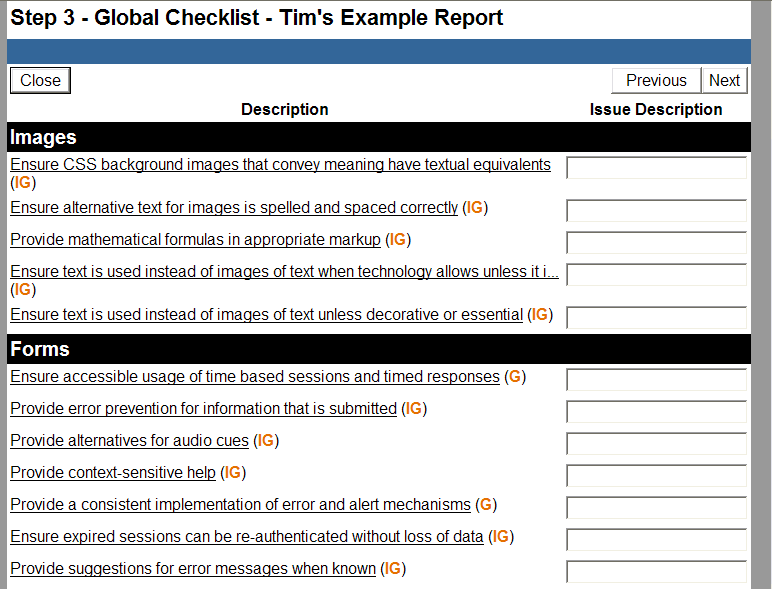 Step 3 - Global Checklist - Tim's Example Report
Close
Previous Next
Description Issue Description
Images
Ensure CSS background images that convey meaning have textual equivalents
(IG)
Ensure alternative text for images is spelled and spaced correctly (IG)
Provide mathematical formulas in appropriate markup (IG)
Ensure text is used instead of images of text when technology allows unless it i...
(IG)
Ensure text is used instead of images of text unless decorative or essential (IG)
Forms
Ensure accessible usage of time based sessions and timed responses (G)
Provide error prevention for information that is submitted (IG)
Provide alternatives for audio cues (IG)
Provide context-sensitive help (IG)
Provide a consistent implementation of error and alert mechanisms (G)
Ensure expired sessions can be re-authenticated without loss of data (IG)
Provide suggestions for error messages when known (IG)